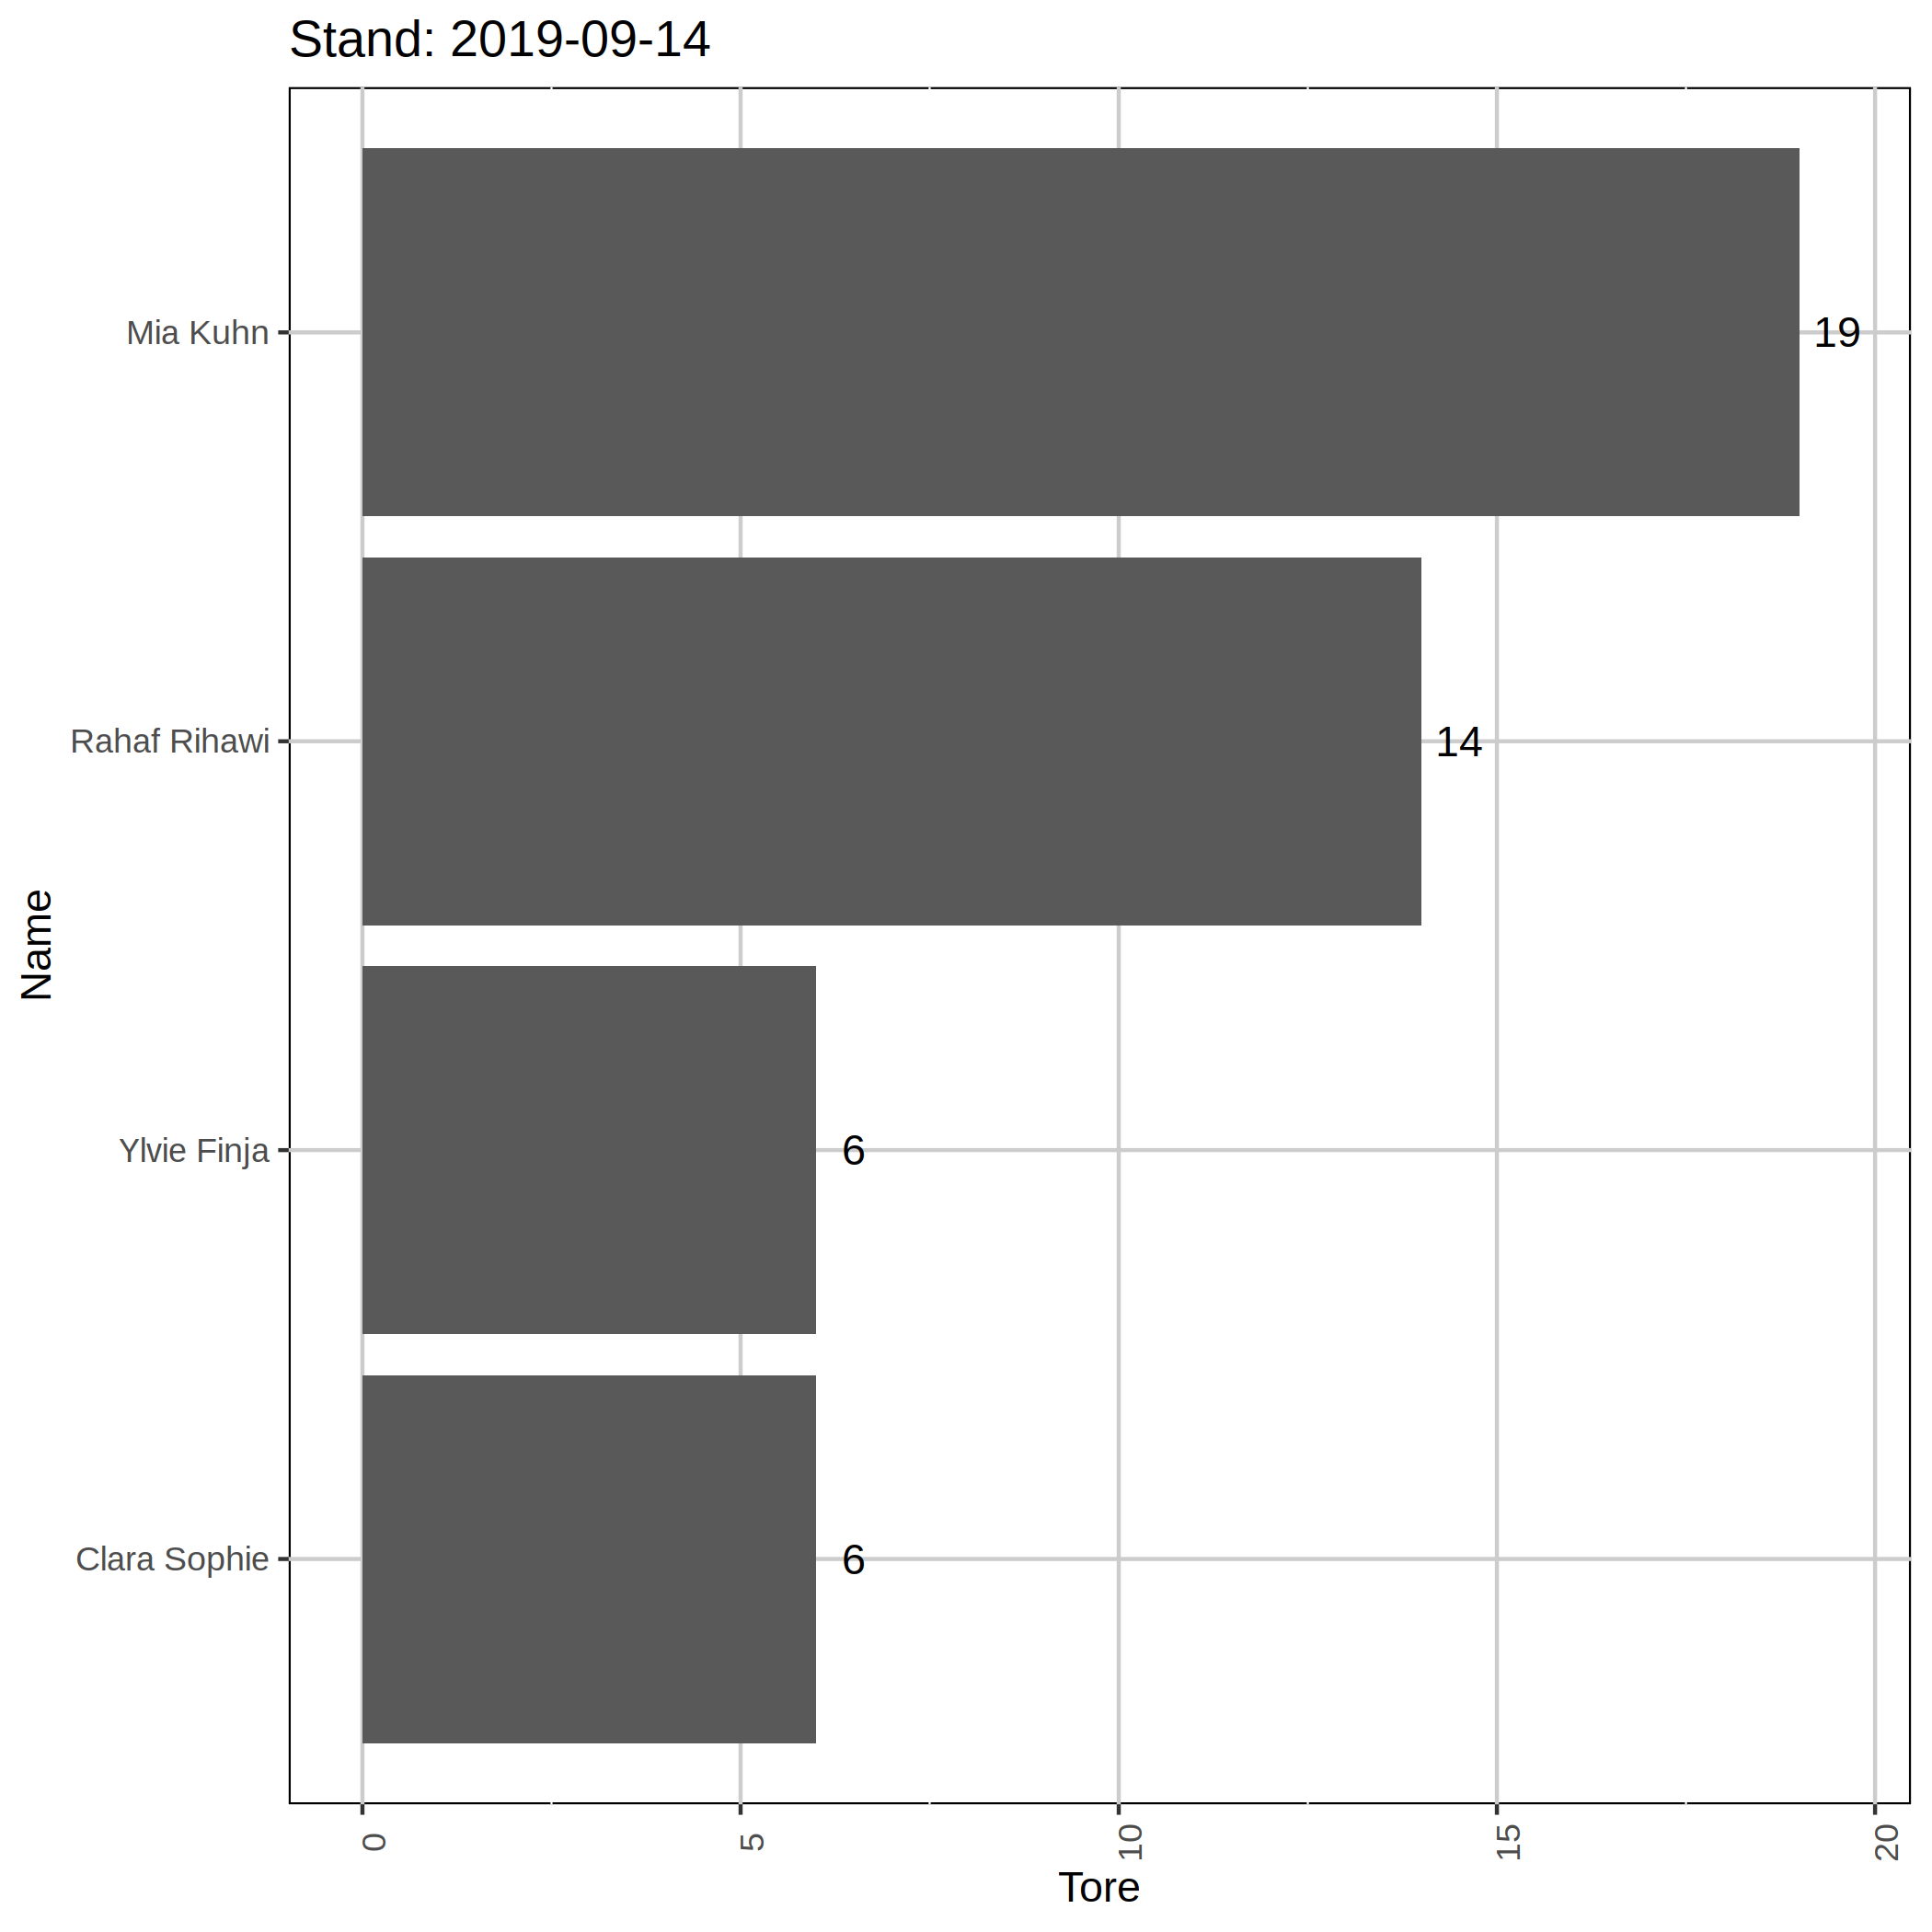 Stand: 2019-09-14
Mia Kuhn
19
Rahaf Rihawi
14
Name
Ylvie Finja
6
Clara Sophie
6
0
5
10
15
20
Tore